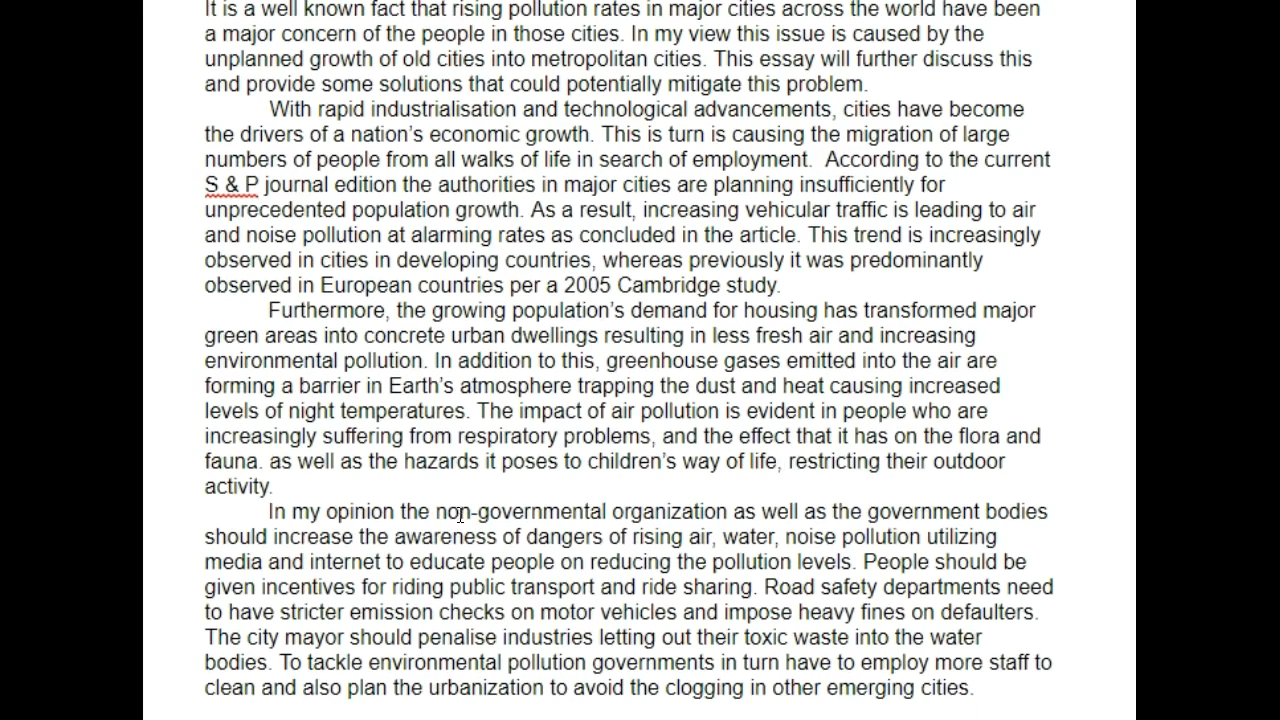 It is a well known fact that rising pollution rates in major cities across the world have been
a major concern of the people in those cities. In my view this issue is caused by the
unplanned growth of old cities into metropolitan cities. This essay will further discuss this
and provide some solutions that could potentially mitigate this problem.
With rapid industrialisation and technological advancements, cities have become
the drivers of a nation's economic growth. This is turn is causing the migration of large
numbers of people from all walks of life in search of employment.  According to the current
S & P journal edition the authorities in major cities are planning insufficiently for
unprecedented population growth. As a result, increasing vehicular traffic is leading to air
and noise pollution at alarming rates as concluded in the article. This trend is increasingly
observed in cities in developing countries, whereas previously it was predominantly
observed in European countries per a 2005 Cambridge study.
Furthermore, the growing population's demand for housing has transformed major
green areas into concrete urban dwellings resulting in less fresh air and increasing
environmental pollution. In addition to this, greenhouse gases emitted into the air are
forming a barrier in Earth's atmosphere trapping the dust and heat causing increased
levels of night temperatures. The impact of air pollution is evident in people who are
increasingly suffering from respiratory problems, and the effect that it has on the flora and
fauna. as well as the hazards it poses to children's way of life, restricting their outdoor
activity.
In my opinion the non-governmental organization as well as the government bodies
should increase the awareness of dangers of rising air, water, noise pollution utilizing
media and internet to educate people on reducing the pollution levels. People should be
given incentives for riding public transport and ride sharing. Road safety departments need
to have stricter emission checks on motor vehicles and impose heavy fines on defaulters.
The city mayor should penalise industries letting out their toxic waste into the water
bodies. To tackle environmental pollution governments in turn have to employ more staff to
clean and also plan the urbanization to avoid the clogging in other emerging cities.